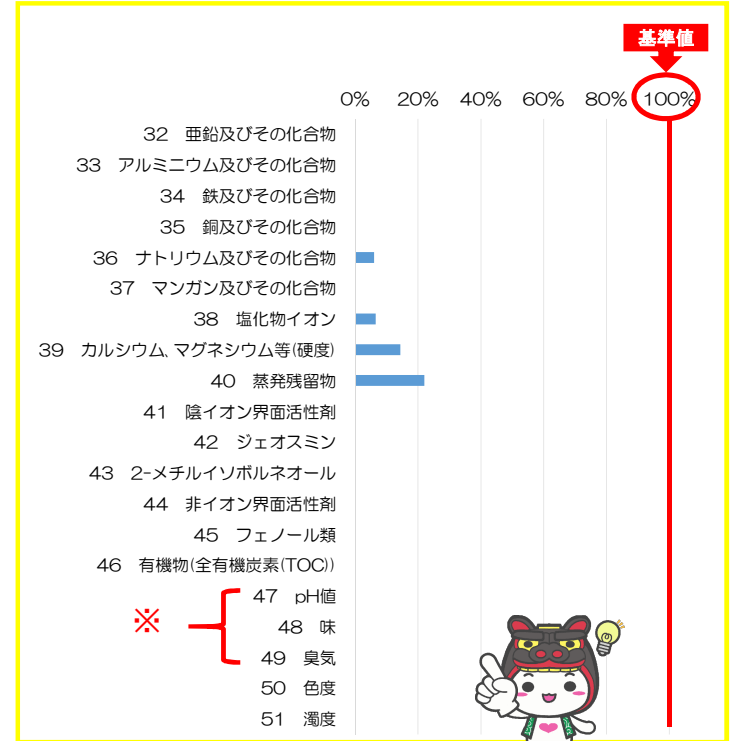 基準値
0% 20% 40% 60% 80% 100%
32 亜鉛及びその化合物
33 アルミニウム及びその化合物
34 鉄及びその化合物
35 銅及びその化合物
36 ナトリウム及びその化合物
37 マンガン及びその化合物
38 塩化物イオン
39 カルシウム、マグネシウム等(硬度)
40 蒸発残留物
41 陰イオン界面活性剤
42 ジェオスミン
43 2-メチルイソボルネオール
44 非イオン界面活性剤
45 フェノール類
46 有機物(全有機炭素(TOC))
47 pH値
※
48 味
49 臭気
50 色度
51 濁度